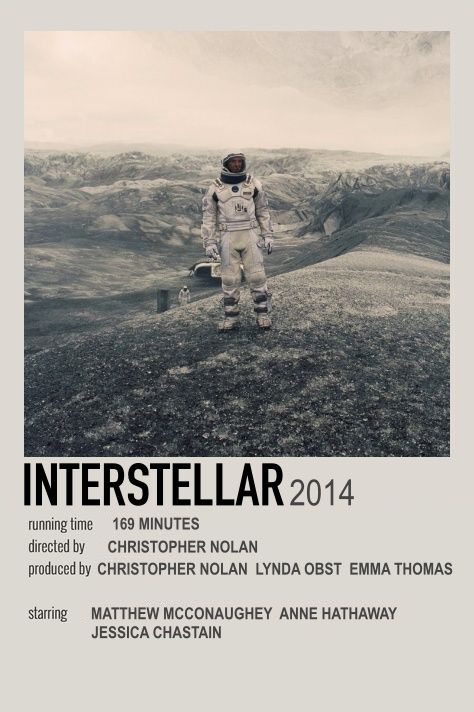 INTERSTELLAR 2014
running time 169 MINUTES
directed by CHRISTOPHER NOLAN
produced by CHRISTOPHER NOLAN LYNDA OBST EMMA THOMAS
starring MATTHEW MCCONAUGHEY ANNE HATHAWAY
JESSICA CHASTAIN